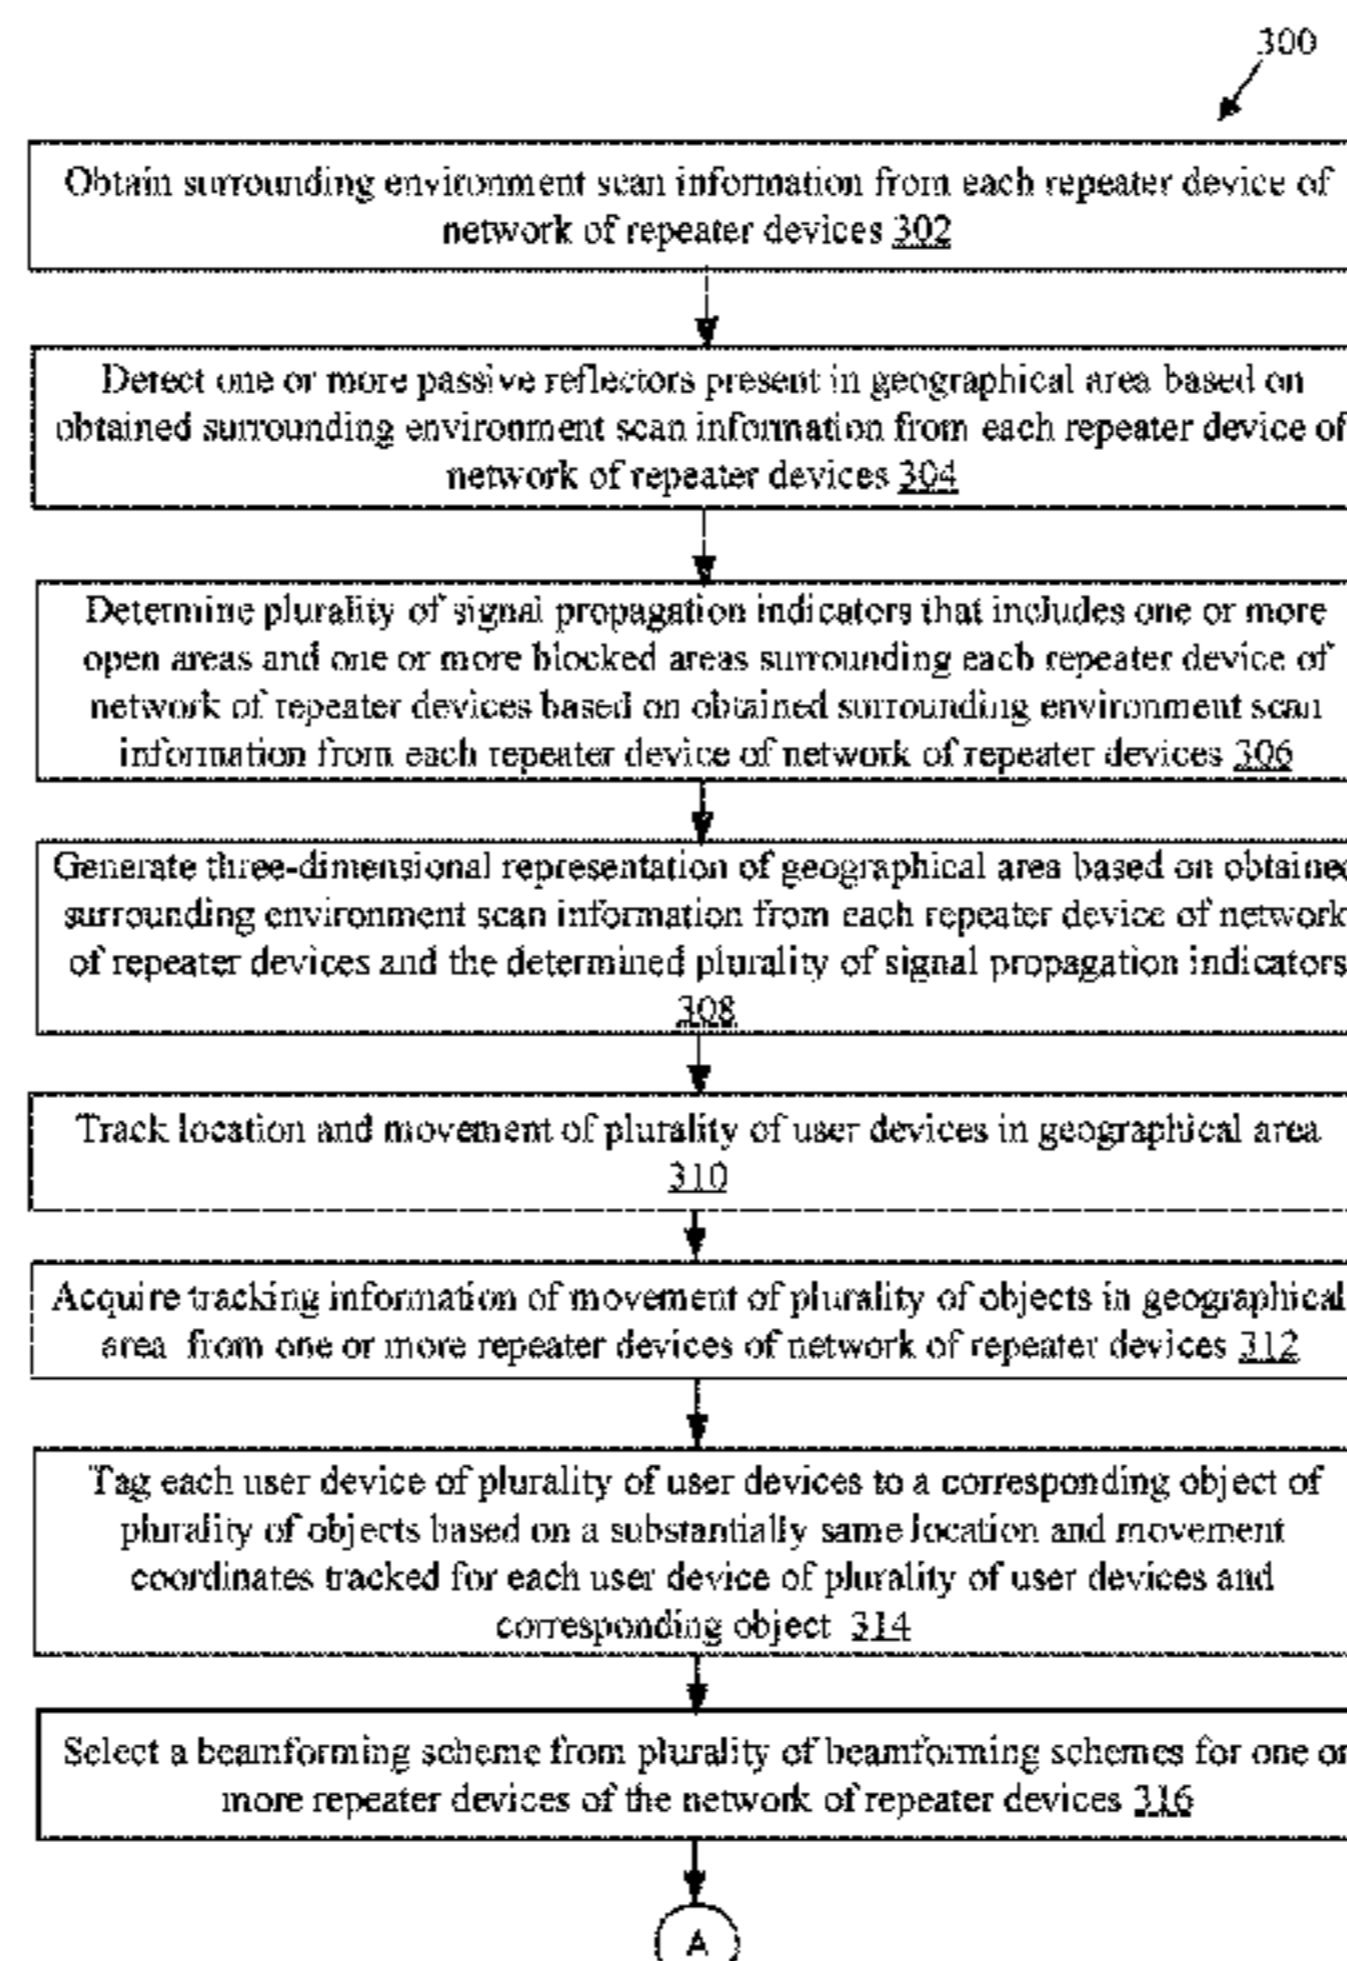 300
Obtain surrounding environment scan information from each repeater device of
network of repeater devices 302
Detect one or more passive reflectors present in geographical area based on
obtained surrounding environment scan information from each repeater device of
network of repeater devices 304
Determine plurality of signal propagation indicators that includes one or more
open areas and one or more blocked areas surrounding each repeater device of
network of repeater devices based on obtained surrounding environment scan
information from each repeater device of network of repeater devices 306
Generate three-dimensional representation of geographical area based on obtained
surrounding environment scan information from each repeater device of network
of repeater devices and the determined plurality of signal propagation indicators
308
Track location and movement of plurality of user devices in geographical area
310
Acquire tracking information of movement of plurality of objects in geographical
area from one or more repeater devices of network of repeater devices 312
Tag each user device of plurality of user devices to a corresponding object of
plurality of objects based on a substantially same location and movement
coordinates tracked for each user device of plurality of user devices and
corresponding object 314
Select a beamforming scheme from plurality of beamforming schemes for one or
more repeater devices of the network of repeater devices 316
A